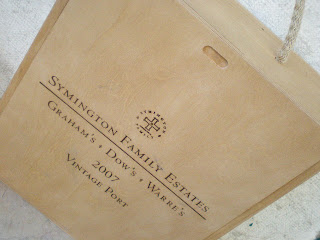 SYMINGTON FAMILY ESTATES
GRAHAM'S • DOW'S • WARRE'S
2007
VINTAGE PORT